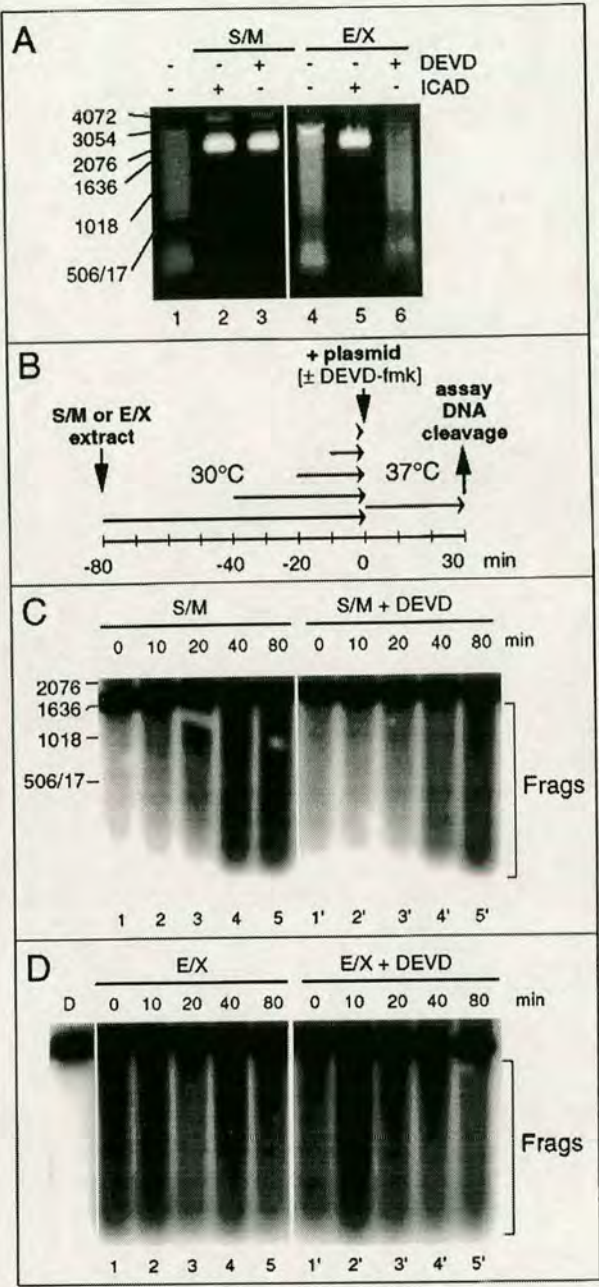 A
S/M E/X
- - + - - + DEVD
- + - - + - ICAD
4072
3054
2076
1636
1018
506/17
1 2 3 4 5 6
B
+ plasmid
[± DEVD-fmk]
S/M or E/X
extract
assay
DNA
cleavage
30°C
37°C
-80 -40 -20 0 30 min
C
S/M S/M + DEVD
0 10 20 40 80 0 10 20 40 80 min
2076
1636
1018
506/17
Frags
1 2 3 4 5 1' 2' 3' 4' 5'
D
E/X E/X + DEVD
D 0 10 20 40 80 0 10 20 40 80 min
Frags
1 2 3 4 5 1' 2' 3' 4' 5'